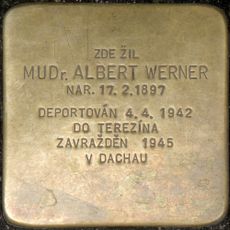 ZDE ŽIL
MUDr. ALBERT WERNER
NAR. 17. 2. 1897
DEPORTOVÁN 4. 4. 1942
DO TEREZÍNA
ZAVRAŽDĚN 1945
V DACHAU